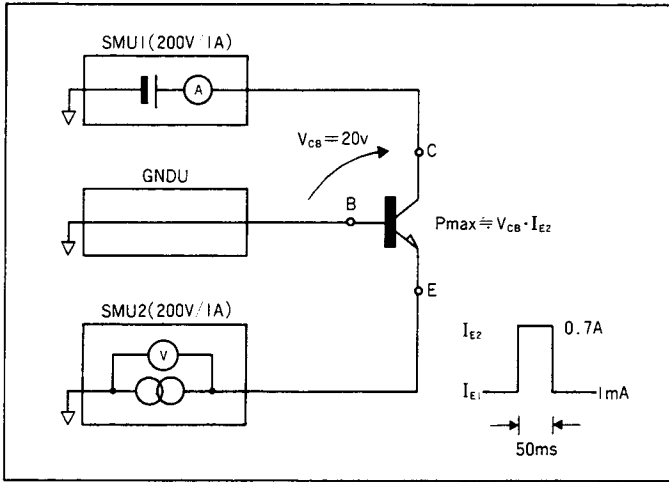 SMU1(200V/1A)
A
V_CB=20v
C
GNDU
B
Pmax≒V_CB·I_E2
E
SMU2(200V/1A)
V
I_E2 0.7A
I_E1 1mA
50ms